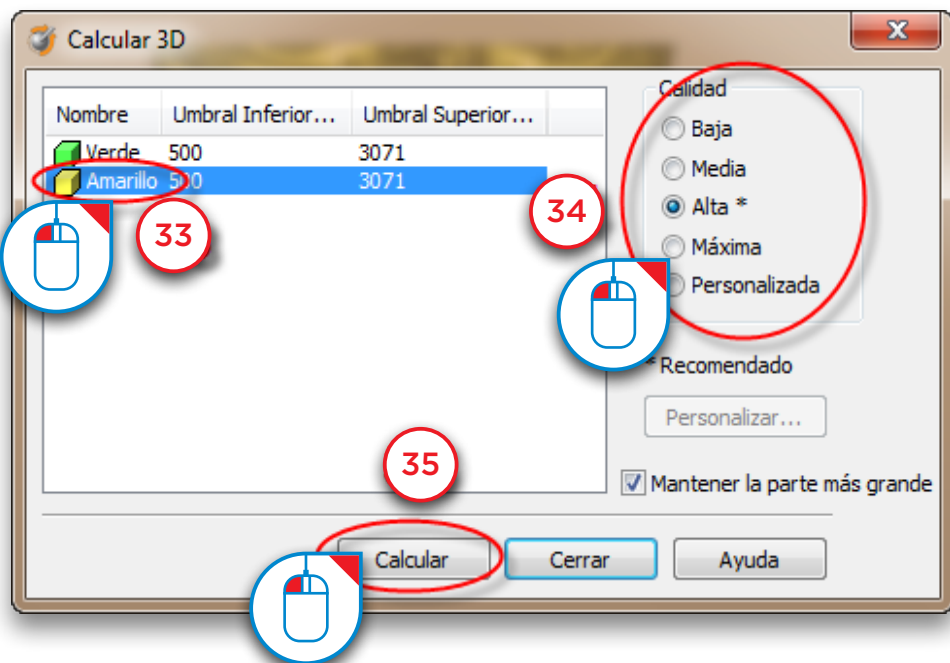 Calcular 3D
X
Nombre Umbral Inferior... Umbral Superior...
Verde 500 3071
Amarillo 500 3071
33
Calidad
Baja
Media
Alta *
Máxima
Personalizada
34
* Recomendado
Personalizar...
Mantener la parte más grande
35
Calcular Cerrar Ayuda